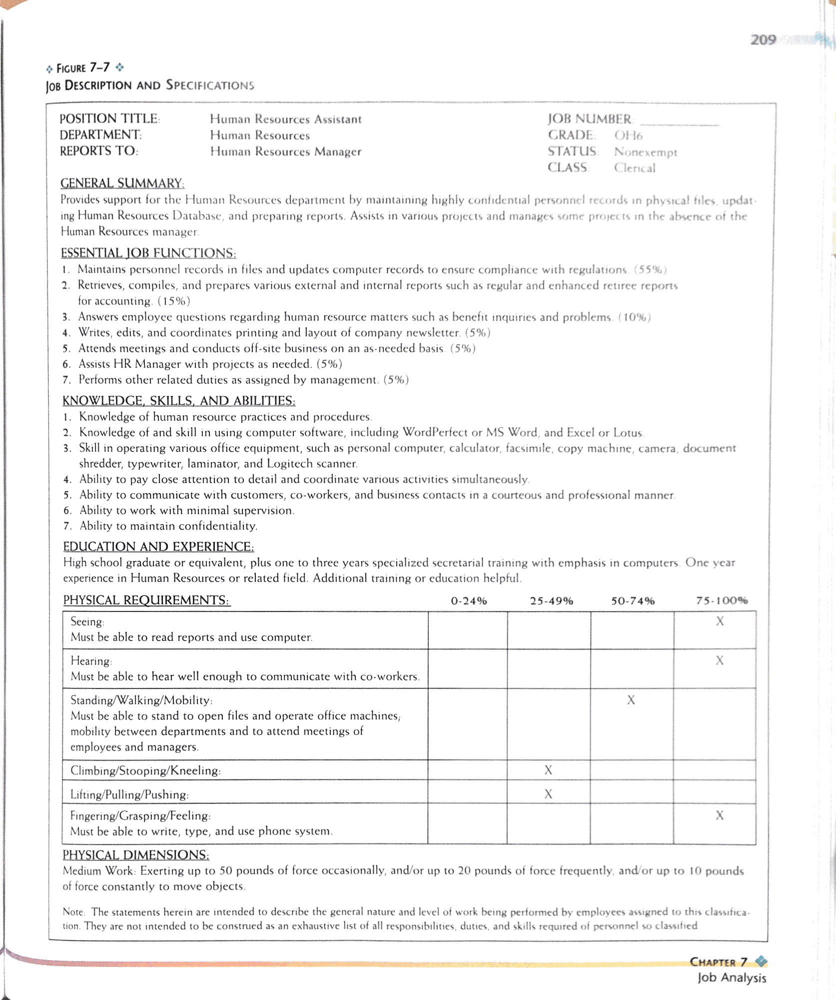 209
FIGURE 7–7
JOB DESCRIPTION AND SPECIFICATIONS
POSITION TITLE: Human Resources Assistant JOB NUMBER:
DEPARTMENT: Human Resources GRADE: OH6
REPORTS TO: Human Resources Manager STATUS: Nonexempt
CLASS: Clerical
GENERAL SUMMARY:
Provides support for the Human Resources department by maintaining highly confidential personnel records in physical files, updat-
ing Human Resources Database, and preparing reports. Assists in various projects and manages some projects in the absence of the
Human Resources manager.
ESSENTIAL JOB FUNCTIONS:
1. Maintains personnel records in files and updates computer records to ensure compliance with regulations. (55%)
2. Retrieves, compiles, and prepares various external and internal reports such as regular and enhanced retiree reports
for accounting. (15%)
3. Answers employee questions regarding human resource matters such as benefit inquiries and problems. (10%)
4. Writes, edits, and coordinates printing and layout of company newsletter. (5%)
5. Attends meetings and conducts off-site business on an as-needed basis. (5%)
6. Assists HR Manager with projects as needed. (5%)
7. Performs other related duties as assigned by management. (5%)
KNOWLEDGE, SKILLS, AND ABILITIES:
1. Knowledge of human resource practices and procedures.
2. Knowledge of and skill in using computer software, including WordPerfect or MS Word, and Excel or Lotus.
3. Skill in operating various office equipment, such as personal computer, calculator, facsimile, copy machine, camera, document
shredder, typewriter, laminator, and Logitech scanner.
4. Ability to pay close attention to detail and coordinate various activities simultaneously.
5. Ability to communicate with customers, co-workers, and business contacts in a courteous and professional manner.
6. Ability to work with minimal supervision.
7. Ability to maintain confidentiality.
EDUCATION AND EXPERIENCE:
High school graduate or equivalent, plus one to three years specialized secretarial training with emphasis in computers. One year
experience in Human Resources or related field. Additional training or education helpful.
PHYSICAL REQUIREMENTS: 0-24% 25-49% 50-74% 75-100%
Seeing: X
Must be able to read reports and use computer.
Hearing: X
Must be able to hear well enough to communicate with co-workers.
Standing/Walking/Mobility: X
Must be able to stand to open files and operate office machines;
mobility between departments and to attend meetings of
employees and managers.
Climbing/Stooping/Kneeling: X
Lifting/Pulling/Pushing: X
Fingering/Grasping/Feeling: X
Must be able to write, type, and use phone system.
PHYSICAL DIMENSIONS:
Medium Work: Exerting up to 50 pounds of force occasionally, and/or up to 20 pounds of force frequently, and/or up to 10 pounds
of force constantly to move objects.
Note: The statements herein are intended to describe the general nature and level of work being performed by employees assigned to this classifica-
tion. They are not intended to be construed as an exhaustive list of all responsibilities, duties, and skills required of personnel so classified.
CHAPTER 7
Job Analysis